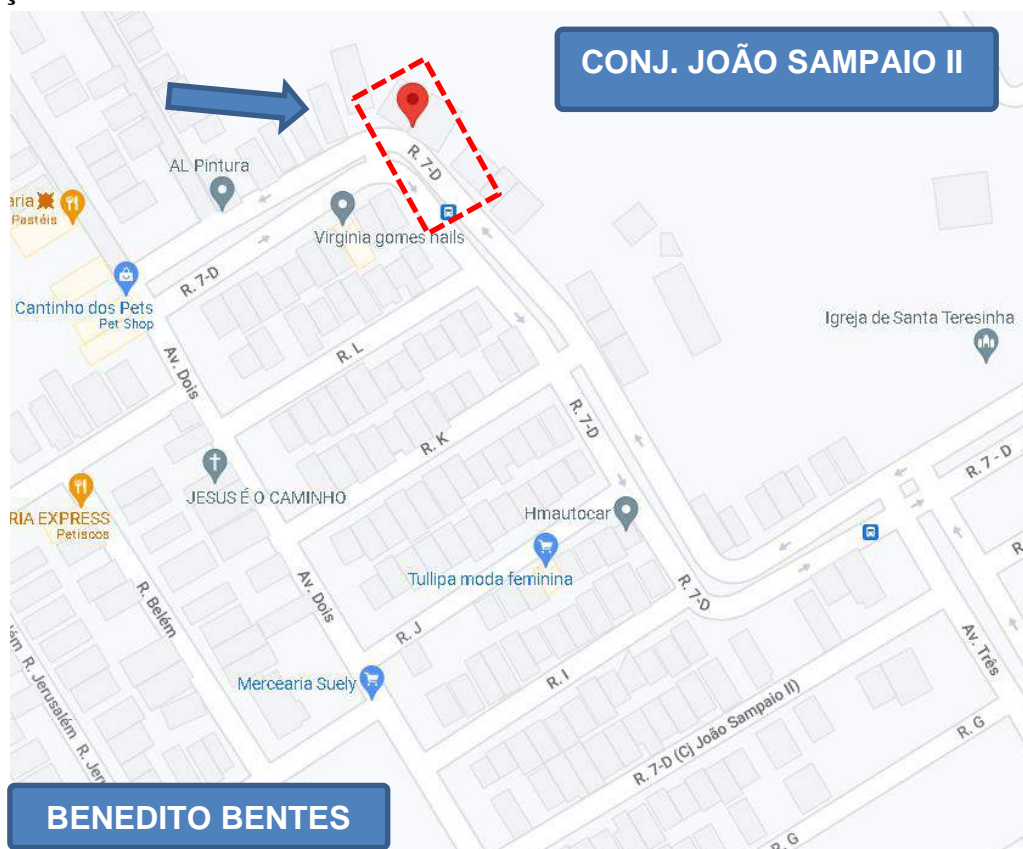 CONJ. JOÃO SAMPAIO II
AL Pintura
R. 7-D
aria
Pastéis
Virginia gomes nails
R. 7-D
Cantinho dos Pets
Pet Shop
Igreja de Santa Teresinha
R. L
Av. Dois
R. 7-D
R. K
R. 7 - D
JESUS É O CAMINHO
RIA EXPRESS
Petiscos
Hmautocar
Tullipa moda feminina
Av. Dois
R. 7-D
R. Belém
R. J
Av. Três
Mercearia Suely
R. I
R. Jerusalém
R. 7-D (Cj João Sampaio II)
R. G
BENEDITO BENTES
R. G